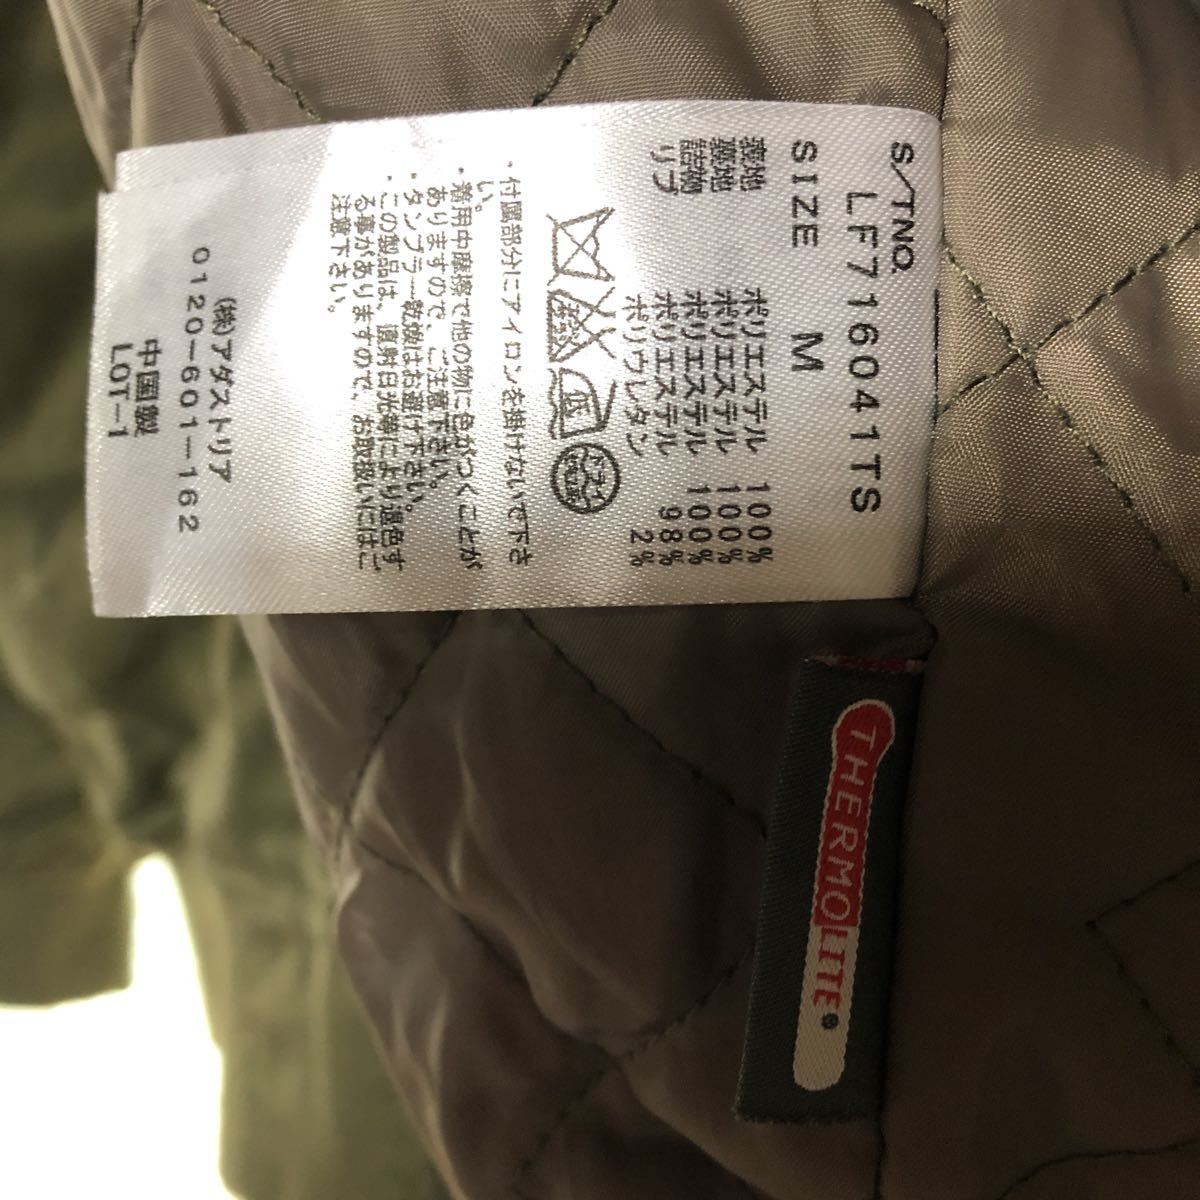 S/TNO.
LF716041TS
SIZE M
表地 ポリエステル 100%
裏地 ポリエステル 100%
詰物 ポリエステル 100%
リブ ポリエステル 98%
ポリウレタン 2%
低
ドライ
・付属部分にアイロンを掛けないで下さ
い。
・着用中摩擦で他の物に色がつくことが
ありますので、ご注意下さい。
・タンブラー乾燥はお避け下さい。
・この製品は、直射日光等により退色す
る事がありますので、お取扱いにはご
注意下さい。
(株)アダストリア
0120-601-162
中国製
LOT-1
THERMOLITE®